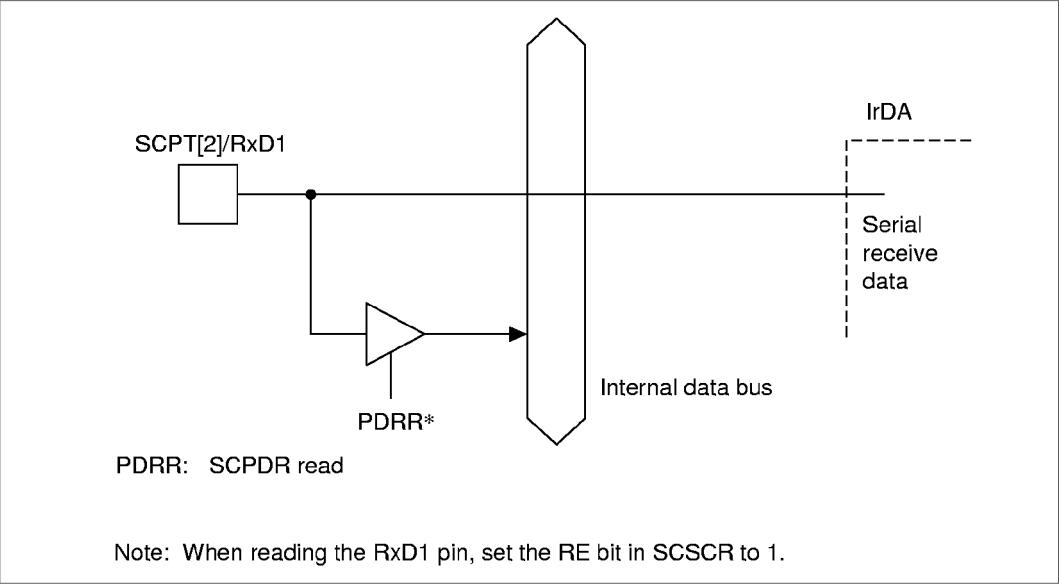 IrDA
SCPT[2]/RxD1
Serial
receive
data
Internal data bus
PDRR*
PDRR: SCPDR read
Note: When reading the RxD1 pin, set the RE bit in SCSCR to 1.